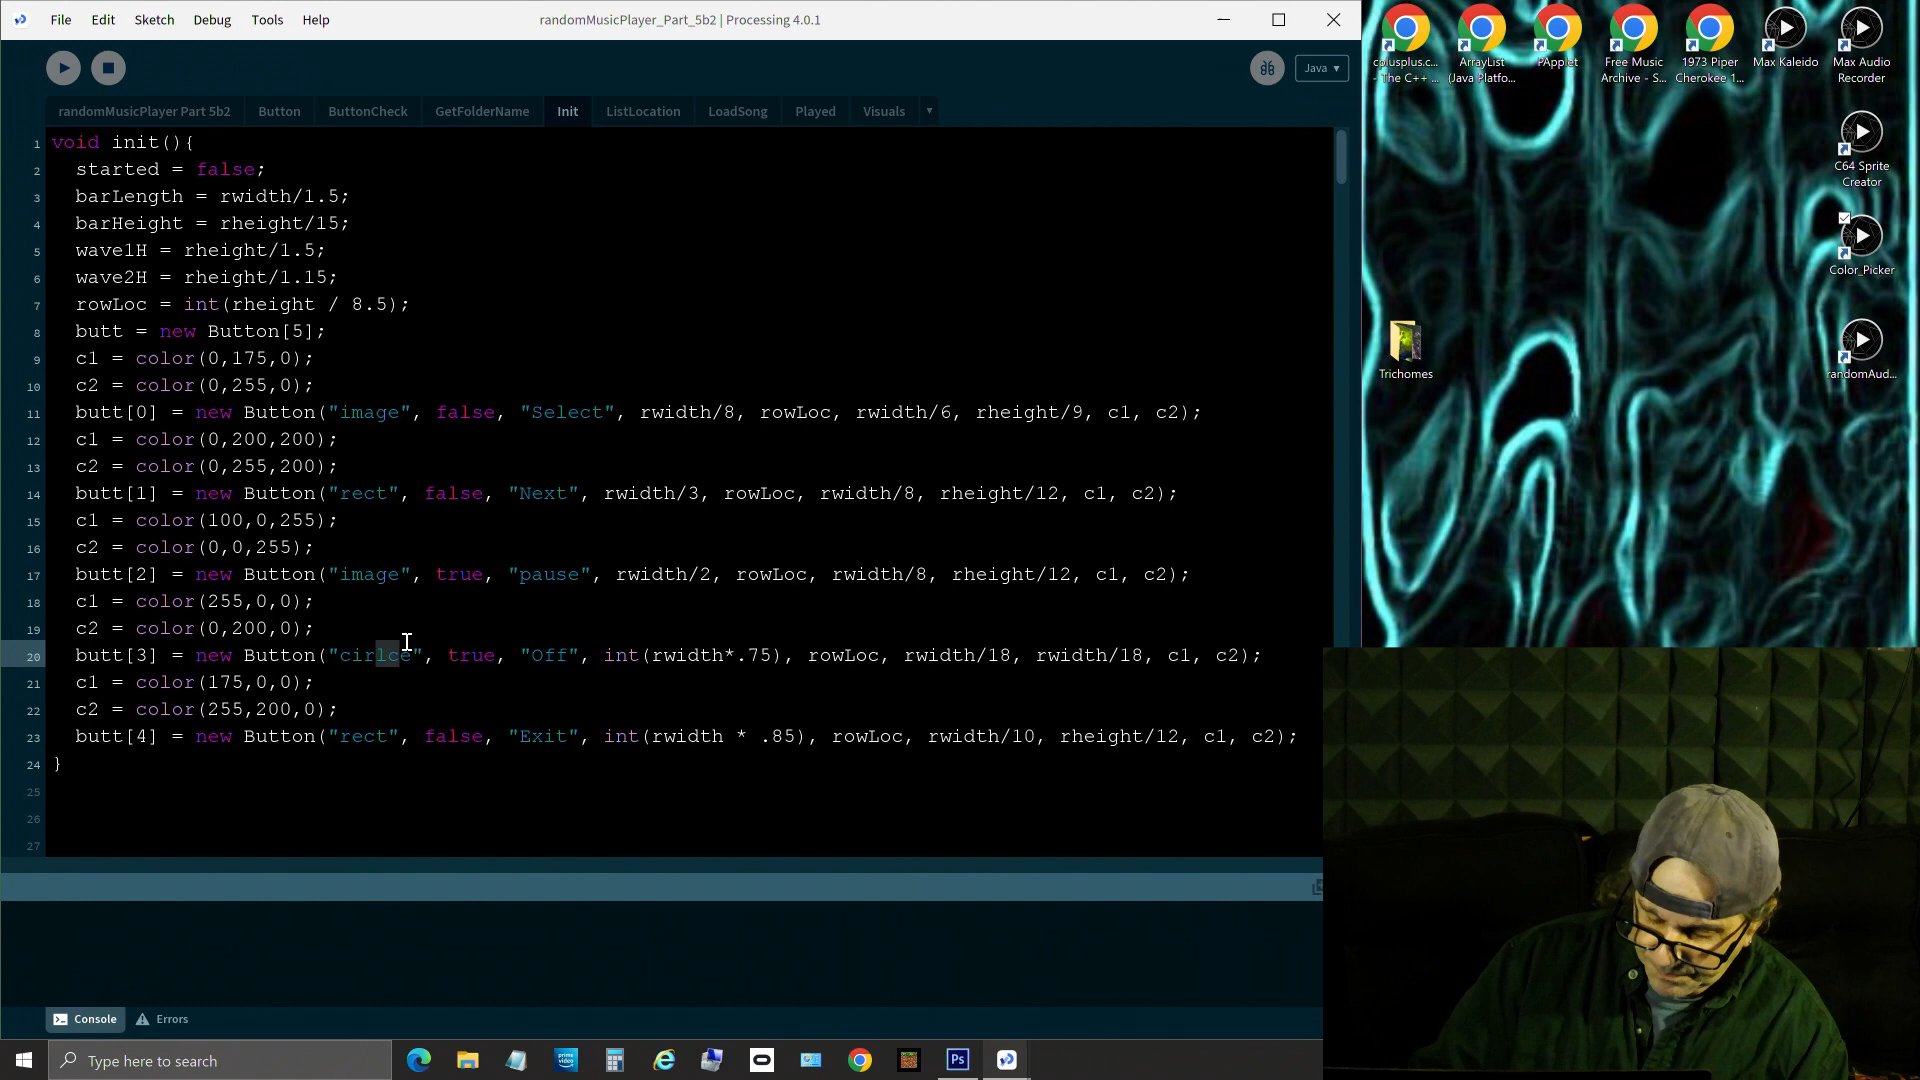 File Edit Sketch Debug Tools Help
randomMusicPlayer_Part_5b2 | Processing 4.0.1
Java ▾
randomMusicPlayer Part 5b2 Button ButtonCheck GetFolderName Init ListLocation LoadSong Played Visuals ▾
1 void init(){
2 started = false;
3 barLength = rwidth/1.5;
4 barHeight = rheight/15;
5 wave1H = rheight/1.5;
6 wave2H = rheight/1.15;
7 rowLoc = int(rheight / 8.5);
8 butt = new Button[5];
9 c1 = color(0,175,0);
10 c2 = color(0,255,0);
11 butt[0] = new Button("image", false, "Select", rwidth/8, rowLoc, rwidth/6, rheight/9, c1, c2);
12 c1 = color(0,200,200);
13 c2 = color(0,255,200);
14 butt[1] = new Button("rect", false, "Next", rwidth/3, rowLoc, rwidth/8, rheight/12, c1, c2);
15 c1 = color(100,0,255);
16 c2 = color(0,0,255);
17 butt[2] = new Button("image", true, "pause", rwidth/2, rowLoc, rwidth/8, rheight/12, c1, c2);
18 c1 = color(255,0,0);
19 c2 = color(0,200,0);
20 butt[3] = new Button("cirlce", true, "Off", int(rwidth*.75), rowLoc, rwidth/18, rwidth/18, c1, c2);
21 c1 = color(175,0,0);
22 c2 = color(255,200,0);
23 butt[4] = new Button("rect", false, "Exit", int(rwidth * .85), rowLoc, rwidth/10, rheight/12, c1, c2);
24 }
25
26
27
Console Errors
Type here to search
Ps
cplusplus.c...
- The C++ ...
ArrayList
(Java Platfo...
PApplet
Free Music
Archive - S...
1973 Piper
Cherokee 1...
Max Kaleido
Max Audio
Recorder
C64 Sprite
Creator
Color_Picker
Trichomes
randomAud...